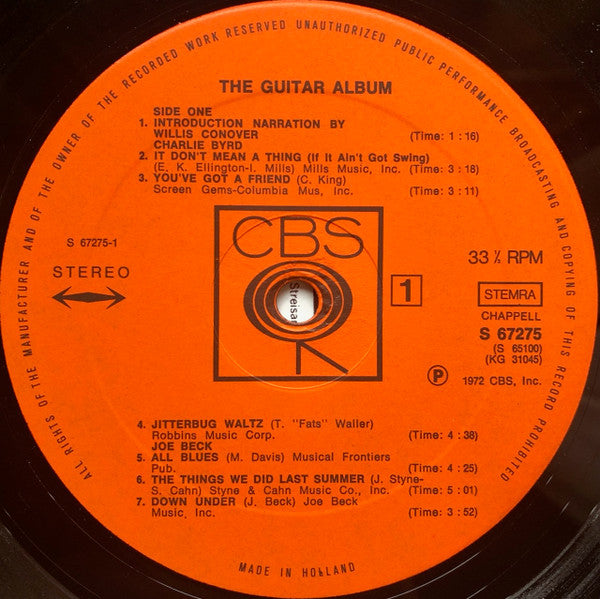 ALL RIGHTS OF THE MANUFACTURER AND OF THE OWNER OF THE RECORDED WORK RESERVED UNAUTHORIZED PUBLIC PERFORMANCE BROADCASTING AND COPYING OF THIS RECORD PROHIBITED
THE GUITAR ALBUM
SIDE ONE
1. INTRODUCTION NARRATION BY
WILLIS CONOVER (Time: 1 : 16)
CHARLIE BYRD
2. IT DON'T MEAN A THING (If It Ain't Got Swing)
(E. K. Ellington-I. Mills) Mills Music, Inc. (Time: 3 : 18)
3. YOU'VE GOT A FRIEND (C. King)
Screen Gems-Columbia Mus, Inc. (Time: 3 : 11)
S 67275-1
STEREO
CBS
Streisan
1
33 ⅓ RPM
STEMRA
CHAPPELL
S 67275
(S 65100)
(KG 31045)
P 1972 CBS, Inc.
4. JITTERBUG WALTZ (T. "Fats" Waller)
Robbins Music Corp. (Time: 4 : 38)
JOE BECK
5. ALL BLUES (M. Davis) Musical Frontiers
Pub. (Time: 4 : 25)
6. THE THINGS WE DID LAST SUMMER (J. Styne-
S. Cahn) Styne & Cahn Music Co., Inc. (Time: 5 : 01)
7. DOWN UNDER (J. Beck) Joe Beck
Music, Inc. (Time: 3 : 52)
MADE IN HOLLAND